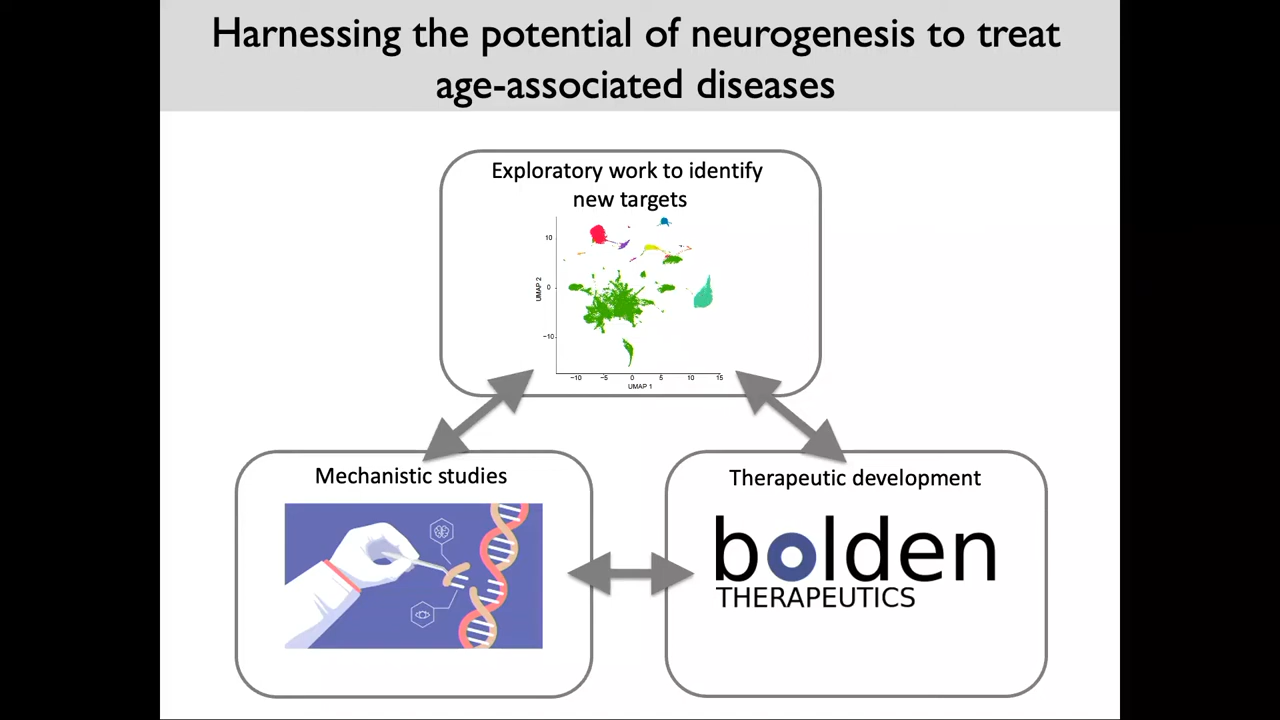 Harnessing the potential of neurogenesis to treat
age-associated diseases
Exploratory work to identify
new targets
10
0
−10
UMAP 2
−10 −5 0 5 10 15
UMAP 1
Mechanistic studies
Therapeutic development
bolden
THERAPEUTICS